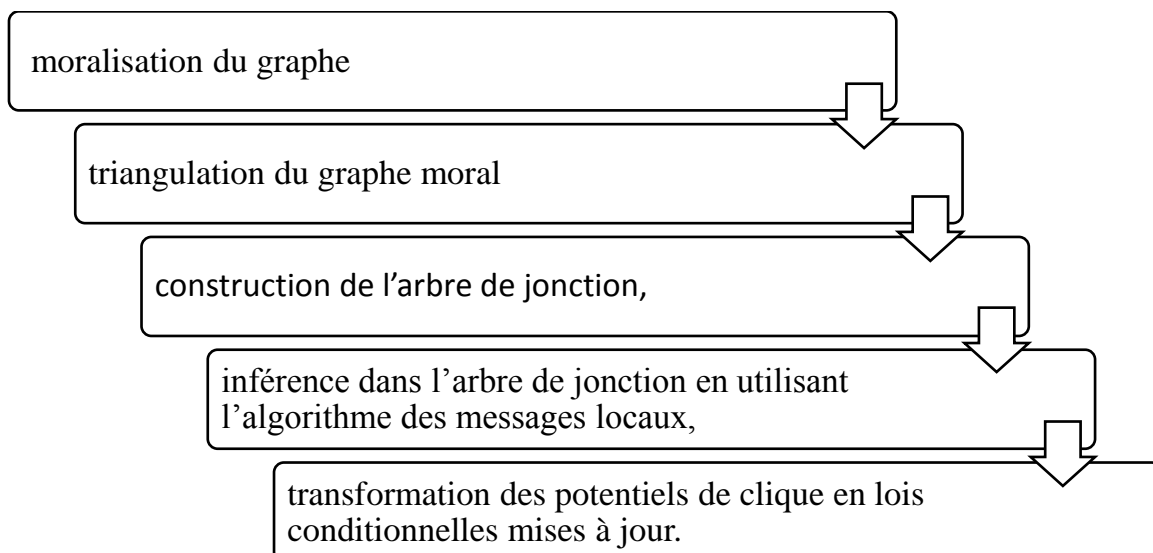 moralisation du graphe
triangulation du graphe moral
construction de l’arbre de jonction,
inférence dans l’arbre de jonction en utilisant
l’algorithme des messages locaux,
transformation des potentiels de clique en lois
conditionnelles mises à jour.